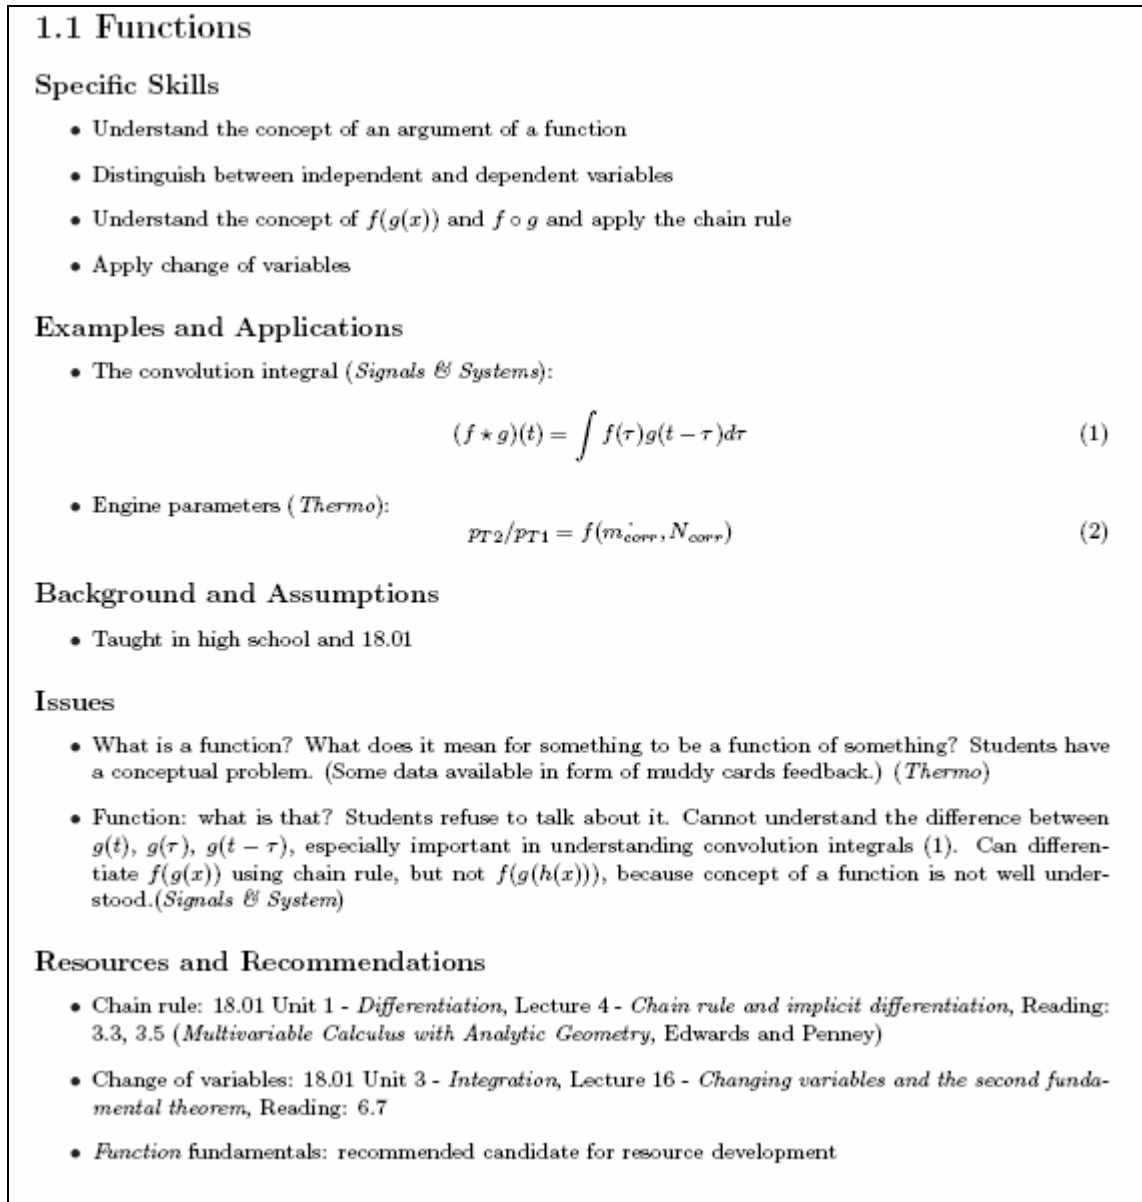 1.1 Functions
Specific Skills
• Understand the concept of an argument of a function
• Distinguish between independent and dependent variables
• Understand the concept of f(g(x)) and f ∘ g and apply the chain rule
• Apply change of variables
Examples and Applications
• The convolution integral (Signals & Systems):
(f ⋆ g)(t) = ∫ f(τ)g(t − τ)dτ (1)
• Engine parameters (Thermo):
p_{T2}/p_{T1} = f(ṁ_{corr}, N_{corr}) (2)
Background and Assumptions
• Taught in high school and 18.01
Issues
• What is a function? What does it mean for something to be a function of something? Students have
a conceptual problem. (Some data available in form of muddy cards feedback.) (Thermo)
• Function: what is that? Students refuse to talk about it. Cannot understand the difference between
g(t), g(τ), g(t − τ), especially important in understanding convolution integrals (1). Can differen-
tiate f(g(x)) using chain rule, but not f(g(h(x))), because concept of a function is not well under-
stood.(Signals & System)
Resources and Recommendations
• Chain rule: 18.01 Unit 1 - Differentiation, Lecture 4 - Chain rule and implicit differentiation, Reading:
3.3, 3.5 (Multivariable Calculus with Analytic Geometry, Edwards and Penney)
• Change of variables: 18.01 Unit 3 - Integration, Lecture 16 - Changing variables and the second funda-
mental theorem, Reading: 6.7
• Function fundamentals: recommended candidate for resource development